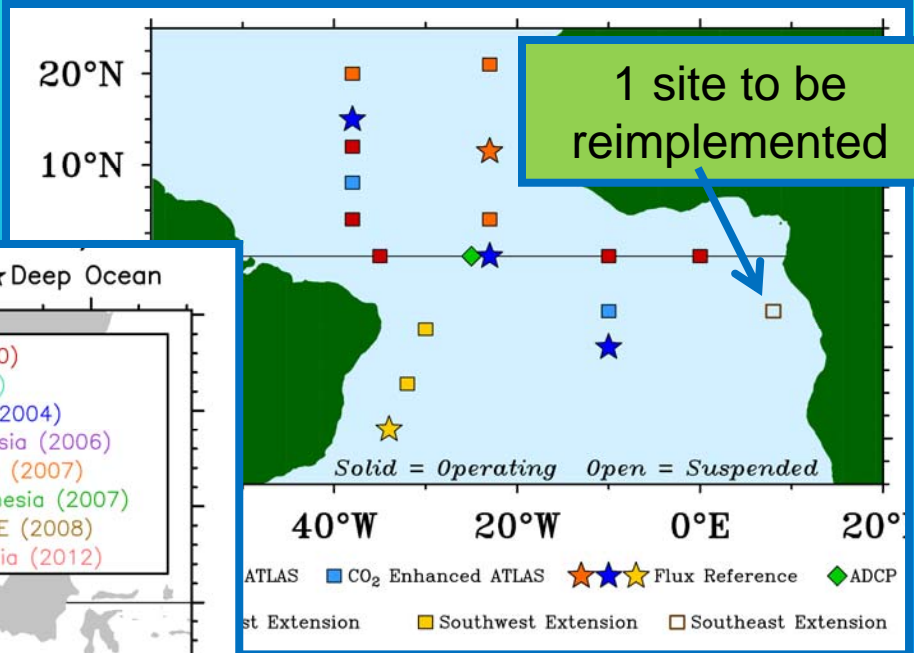 20°N
10°N
1 site to be
reimplemented
Deep Ocean
0)
)
2004)
sia (2006)
(2007)
nesia (2007)
E (2008)
ia (2012)
Solid = Operating Open = Suspended
40°W 20°W 0°E 20°
ATLAS CO₂ Enhanced ATLAS Flux Reference ADCP
st Extension Southwest Extension Southeast Extension